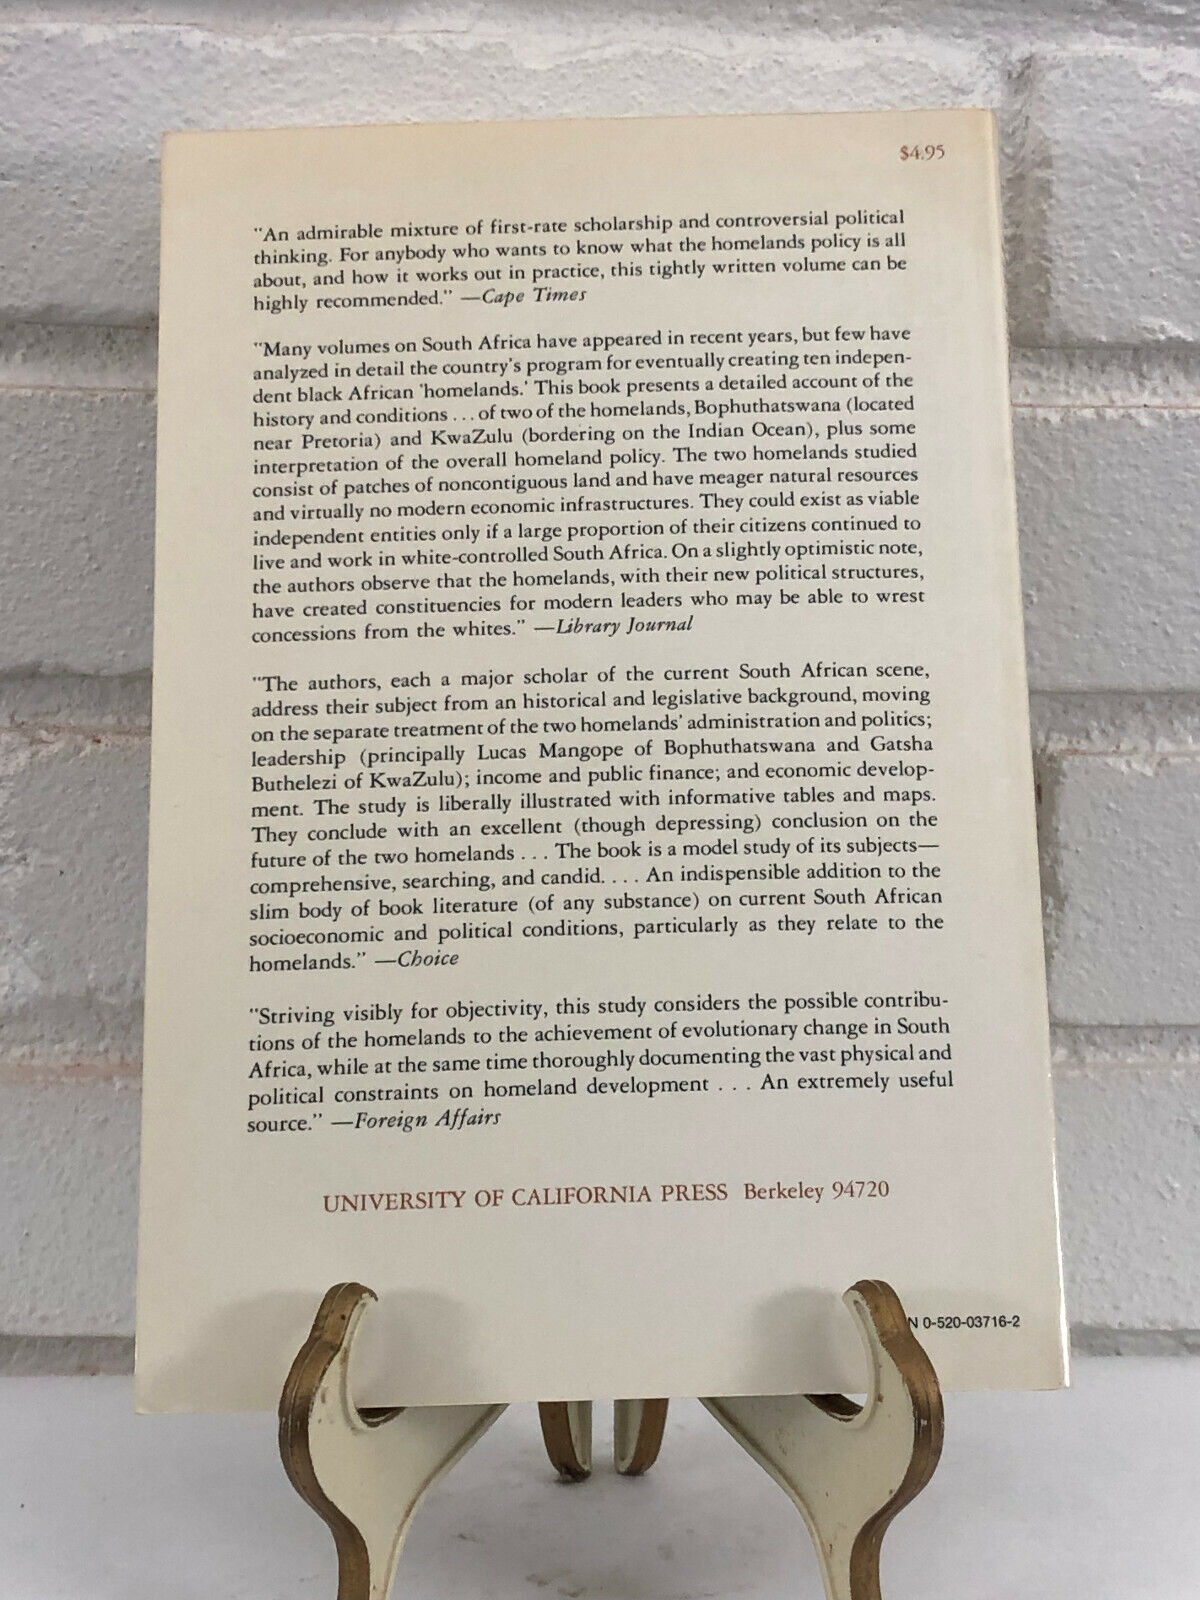 $4.95
"An admirable mixture of first-rate scholarship and controversial political
thinking. For anybody who wants to know what the homelands policy is all
about, and how it works out in practice, this tightly written volume can be
highly recommended." —Cape Times
"Many volumes on South Africa have appeared in recent years, but few have
analyzed in detail the country's program for eventually creating ten indepen-
dent black African 'homelands.' This book presents a detailed account of the
history and conditions . . . of two of the homelands, Bophuthatswana (located
near Pretoria) and KwaZulu (bordering on the Indian Ocean), plus some
interpretation of the overall homeland policy. The two homelands studied
consist of patches of noncontiguous land and have meager natural resources
and virtually no modern economic infrastructures. They could exist as viable
independent entities only if a large proportion of their citizens continued to
live and work in white-controlled South Africa. On a slightly optimistic note,
the authors observe that the homelands, with their new political structures,
have created constituencies for modern leaders who may be able to wrest
concessions from the whites." —Library Journal
"The authors, each a major scholar of the current South African scene,
address their subject from an historical and legislative background, moving
on the separate treatment of the two homelands' administration and politics;
leadership (principally Lucas Mangope of Bophuthatswana and Gatsha
Buthelezi of KwaZulu); income and public finance; and economic develop-
ment. The study is liberally illustrated with informative tables and maps.
They conclude with an excellent (though depressing) conclusion on the
future of the two homelands . . . The book is a model study of its subjects—
comprehensive, searching, and candid. . . . An indispensible addition to the
slim body of book literature (of any substance) on current South African
socioeconomic and political conditions, particularly as they relate to the
homelands." —Choice
"Striving visibly for objectivity, this study considers the possible contribu-
tions of the homelands to the achievement of evolutionary change in South
Africa, while at the same time thoroughly documenting the vast physical and
political constraints on homeland development . . . An extremely useful
source." —Foreign Affairs
UNIVERSITY OF CALIFORNIA PRESS Berkeley 94720
N 0-520-03716-2